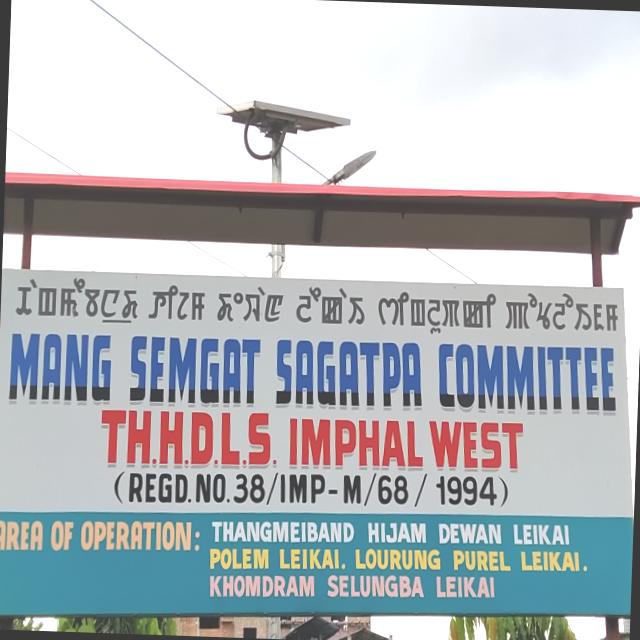 MANG SEMGAT SAGATPA COMMITTEE
TH.H.D.L.S. IMPHAL WEST
(REGD.NO.38/IMP-M/68/1994)
AREA OF OPERATION: THANGMEIBAND HIJAM DEWAN LEIKAI
POLEM LEIKAI. LOURUNG PUREL LEIKAI.
KHOMDRAM SELUNGBA LEIKAI